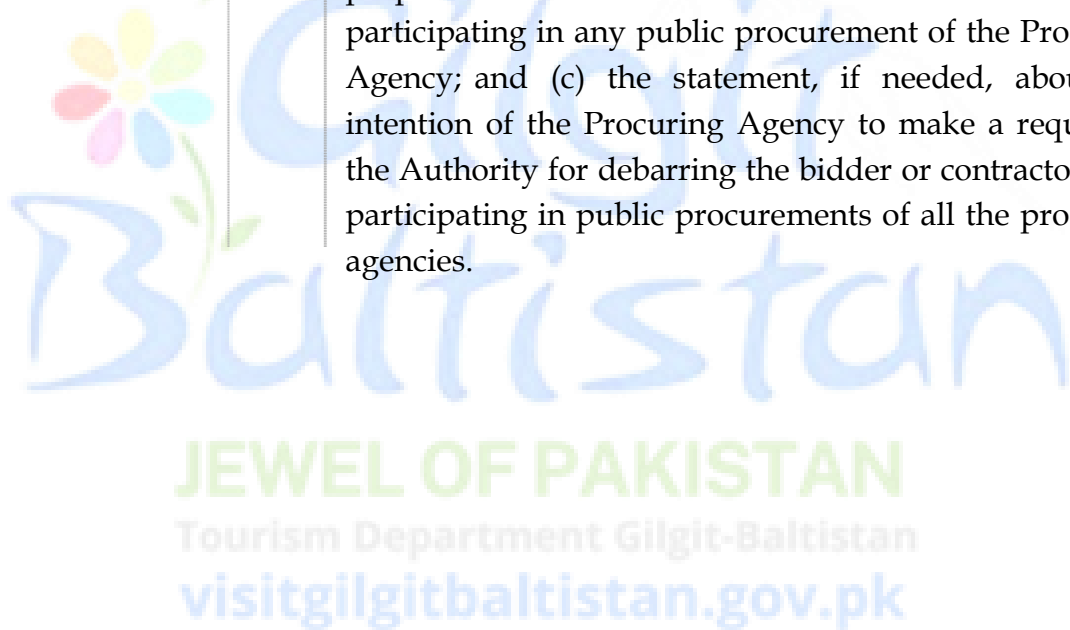 participating in any public procurement of the Pro
Agency; and (c) the statement, if needed, abou
intention of the Procuring Agency to make a requ
the Authority for debarring the bidder or contracto
participating in public procurements of all the pro
agencies.
Gilgit
Baltistan
JEWEL OF PAKISTAN
Tourism Department Gilgit-Baltistan
visitgilgitbaltistan.gov.pk